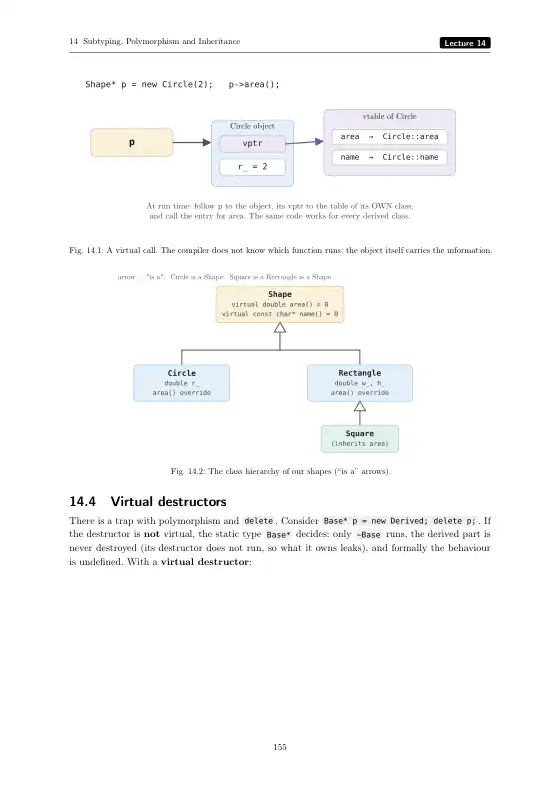 14 Subtyping, Polymorphism and Inheritance
Lecture 14
Shape* p = new Circle(2);   p->area();
p
Circle object
vptr
r_ = 2
vtable of Circle
area → Circle::area
name → Circle::name
At run time: follow p to the object, its vptr to the table of its OWN class,
and call the entry for area. The same code works for every derived class.
Fig. 14.1: A virtual call. The compiler does not know which function runs: the object itself carries the information.
arrow "is a". Circle is a Shape. Square is a Rectangle is a Shape
Shape
virtual double area() = 0
virtual const char* name() = 0
Circle
double r_
area() override
Rectangle
double w_, h_
area() override
Square
(inherits area)
Fig. 14.2: The class hierarchy of our shapes (“is a” arrows).
14.4 Virtual destructors
There is a trap with polymorphism and delete. Consider Base* p = new Derived; delete p;. If
the destructor is not virtual, the static type Base* decides: only ~Base runs, the derived part is
never destroyed (its destructor does not run, so what it owns leaks), and formally the behaviour
is undefined. With a virtual destructor:
155